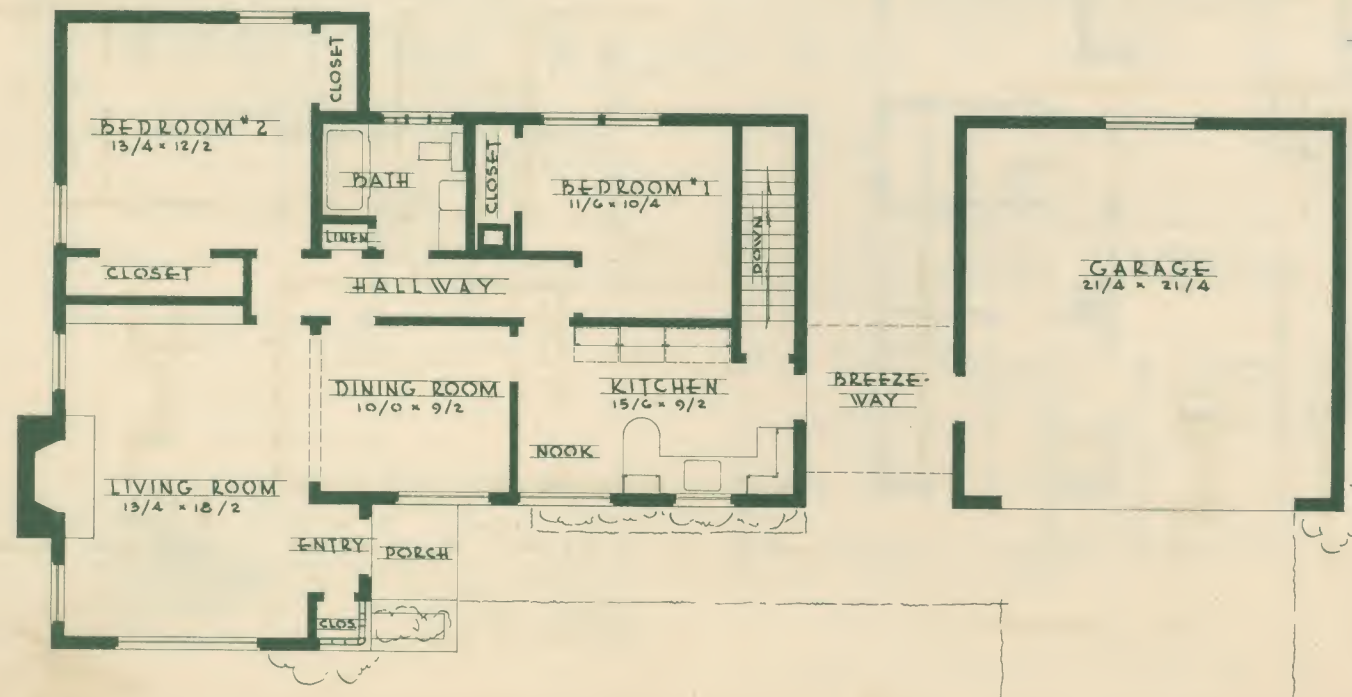 BEDROOM #2
13/4 × 12/2
CLOSET
BATH
LINEN
CLOSET
BEDROOM #1
11/6 × 10/4
DOWN
CLOSET
HALLWAY
GARAGE
21/4 × 21/4
DINING ROOM
10/0 × 9/2
KITCHEN
15/6 × 9/2
BREEZE-
WAY
NOOK
LIVING ROOM
13/4 × 18/2
ENTRY
PORCH
CLOS.